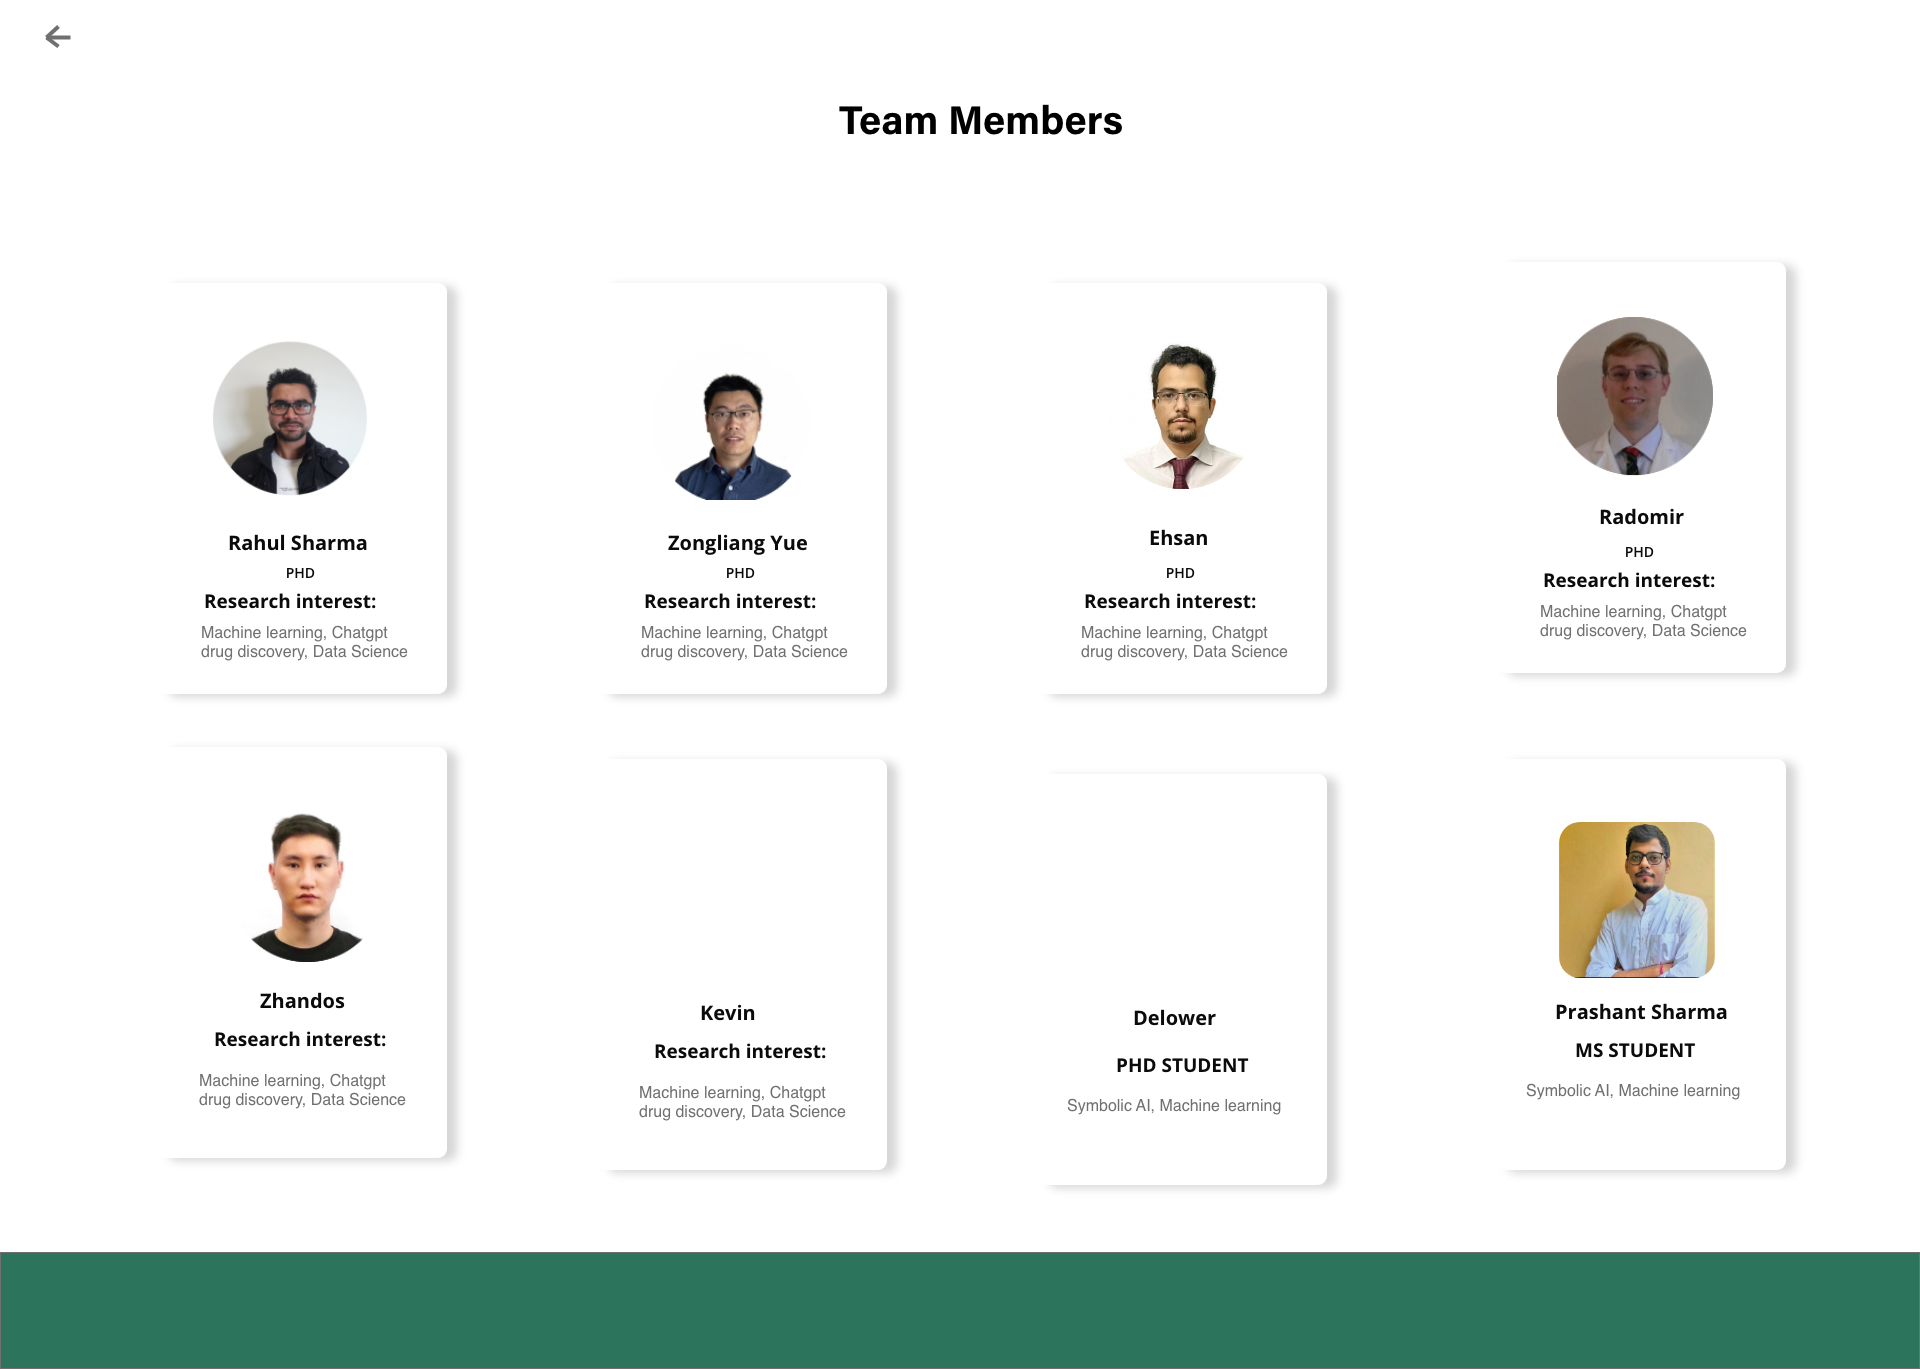 Team Members
Rahul Sharma
PHD
Research interest:
Machine learning, Chatgpt
drug discovery, Data Science
Zongliang Yue
PHD
Research interest:
Machine learning, Chatgpt
drug discovery, Data Science
Ehsan
PHD
Research interest:
Machine learning, Chatgpt
drug discovery, Data Science
Radomir
PHD
Research interest:
Machine learning, Chatgpt
drug discovery, Data Science
Zhandos
Research interest:
Machine learning, Chatgpt
drug discovery, Data Science
Kevin
Research interest:
Machine learning, Chatgpt
drug discovery, Data Science
Delower
PHD STUDENT
Symbolic AI, Machine learning
Prashant Sharma
MS STUDENT
Symbolic AI, Machine learning